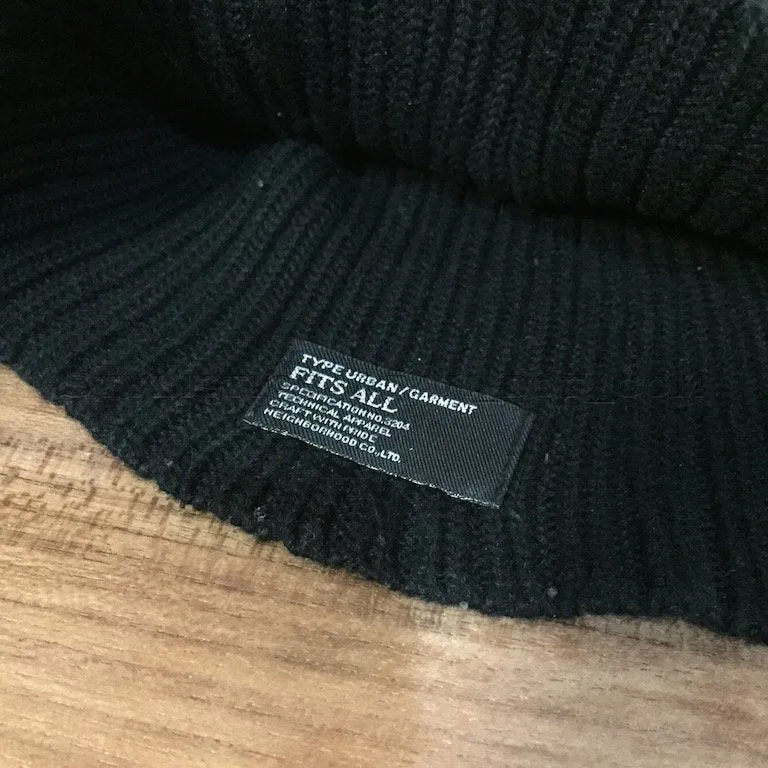 TYPE URBAN/GARMENT
FITS ALL
SPECIFICATION NO.3204
TECHNICAL APPAREL
CRAFT WITH PRIDE
NEIGHBORHOOD CO.,LTD.